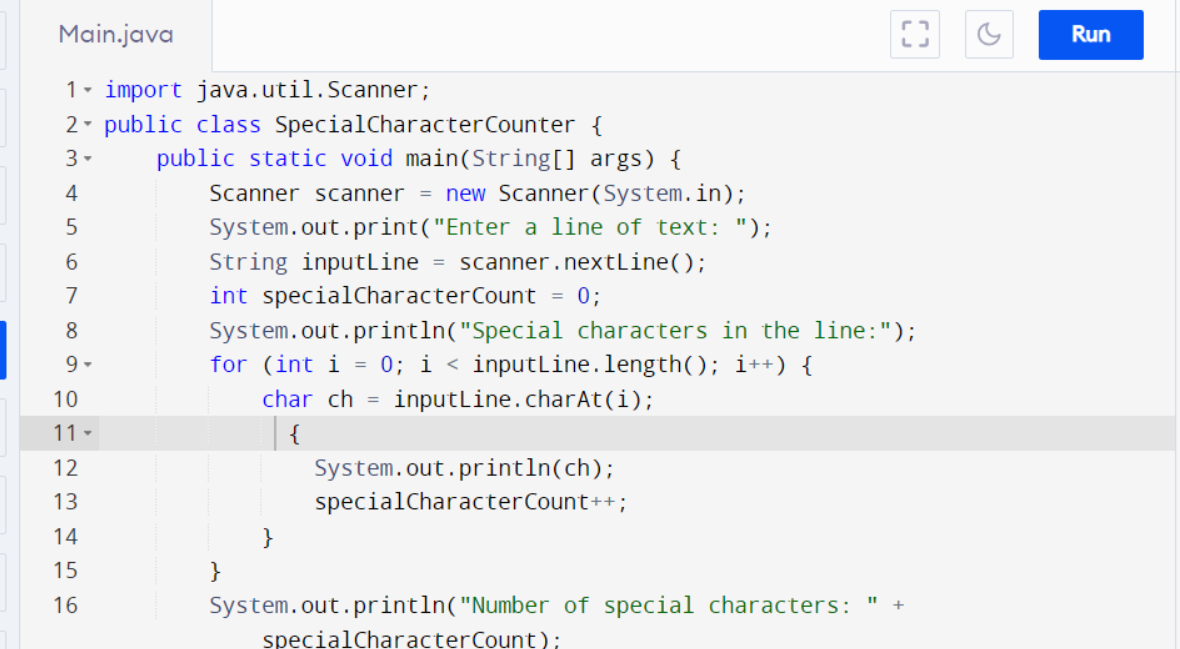 Main.java
Run
1 import java.util.Scanner;
2 public class SpecialCharacterCounter {
3 public static void main(String[] args) {
4 Scanner scanner = new Scanner(System.in);
5 System.out.print("Enter a line of text: ");
6 String inputLine = scanner.nextLine();
7 int specialCharacterCount = 0;
8 System.out.println("Special characters in the line:");
9 for (int i = 0; i < inputLine.length(); i++) {
10 char ch = inputLine.charAt(i);
11 {
12 System.out.println(ch);
13 specialCharacterCount++;
14 }
15 }
16 System.out.println("Number of special characters: " +
specialCharacterCount);